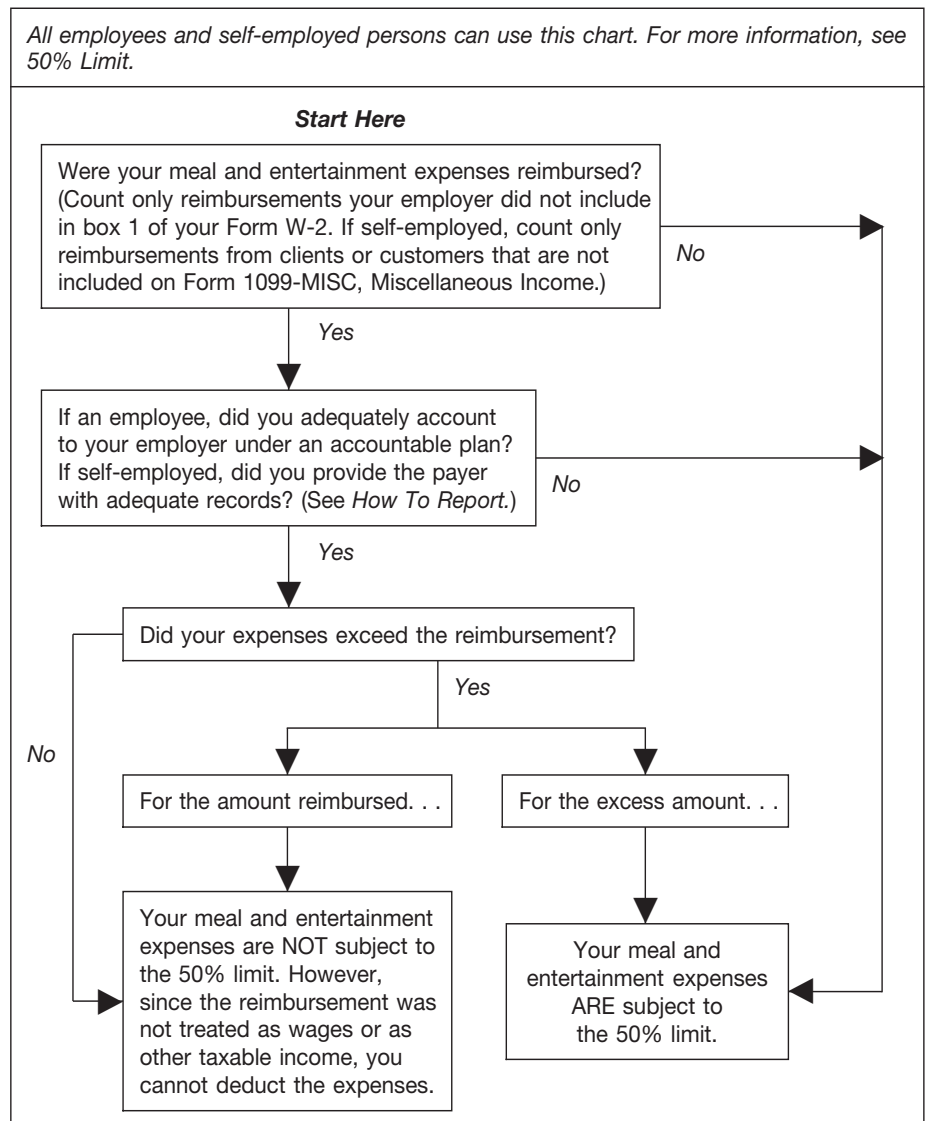 All employees and self-employed persons can use this chart. For more information, see
50% Limit.
Start Here
Were your meal and entertainment expenses reimbursed?
(Count only reimbursements your employer did not include
in box 1 of your Form W-2. If self-employed, count only
reimbursements from clients or customers that are not
included on Form 1099-MISC, Miscellaneous Income.)
No
Yes
If an employee, did you adequately account
to your employer under an accountable plan?
If self-employed, did you provide the payer
with adequate records? (See How To Report.)
No
Yes
Did your expenses exceed the reimbursement?
Yes
No
For the amount reimbursed. . .
For the excess amount. . .
Your meal and entertainment
expenses are NOT subject to
the 50% limit. However,
since the reimbursement was
not treated as wages or as
other taxable income, you
cannot deduct the expenses.
Your meal and
entertainment expenses
ARE subject to
the 50% limit.